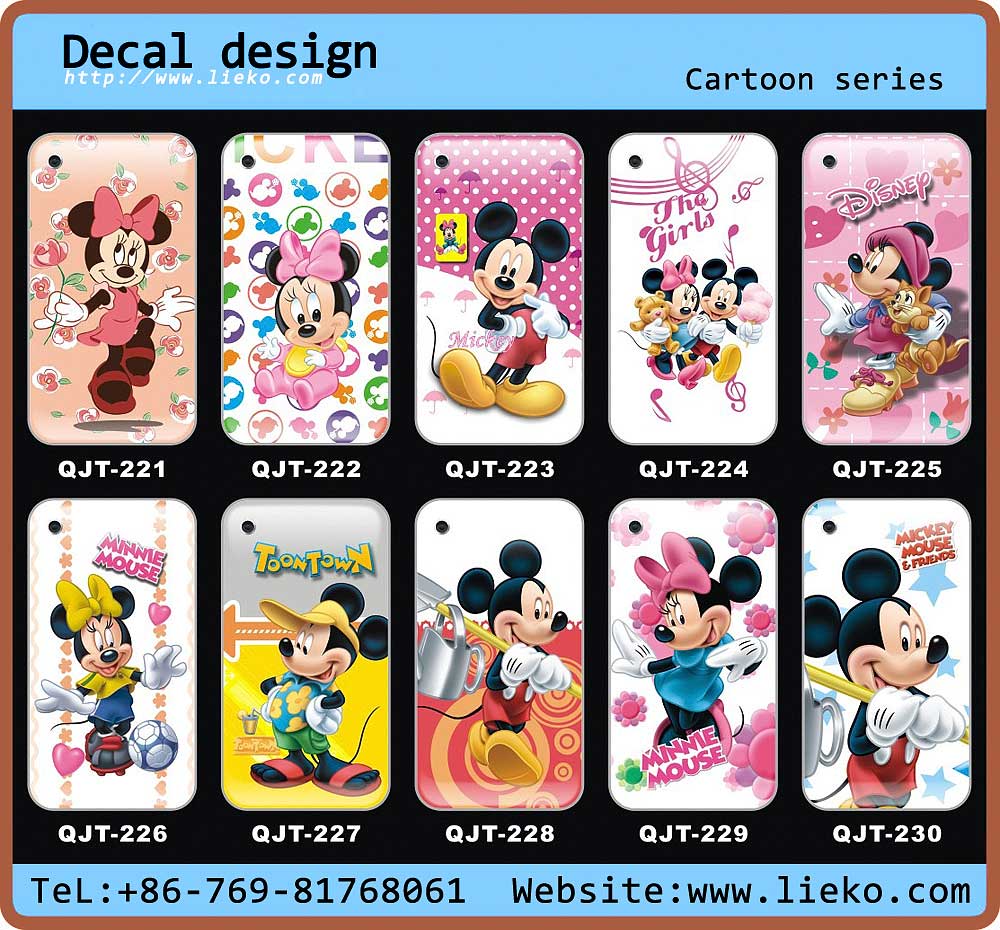 Decal design
http://www.lieko.com
Cartoon series
ICKE
The
Girls
DISNEY
Mickey
QJT-221 QJT-222 QJT-223 QJT-224 QJT-225
MINNIE
MOUSE
TOONTOWN
MICKEY
MOUSE
& FRIENDS
TOONTOWN
MINNIE
MOUSE
QJT-226 QJT-227 QJT-228 QJT-229 QJT-230
TeL:+86-769-81768061 Website:www.lieko.com